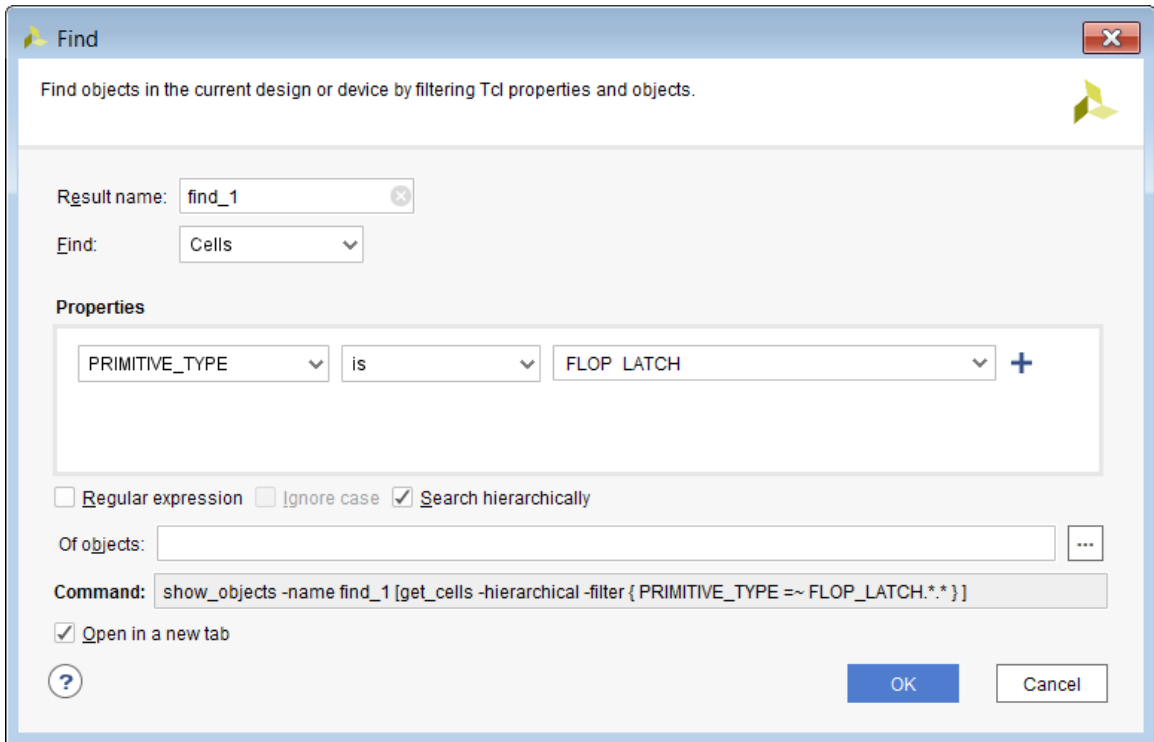 Find
Find objects in the current design or device by filtering Tcl properties and objects.
Result name: find_1
Find: Cells
Properties
PRIMITIVE_TYPE is FLOP_LATCH +
Regular expression Ignore case Search hierarchically
Of objects: ...
Command: show_objects -name find_1 [get_cells -hierarchical -filter { PRIMITIVE_TYPE =~ FLOP_LATCH.*.* } ]
Open in a new tab
? OK Cancel